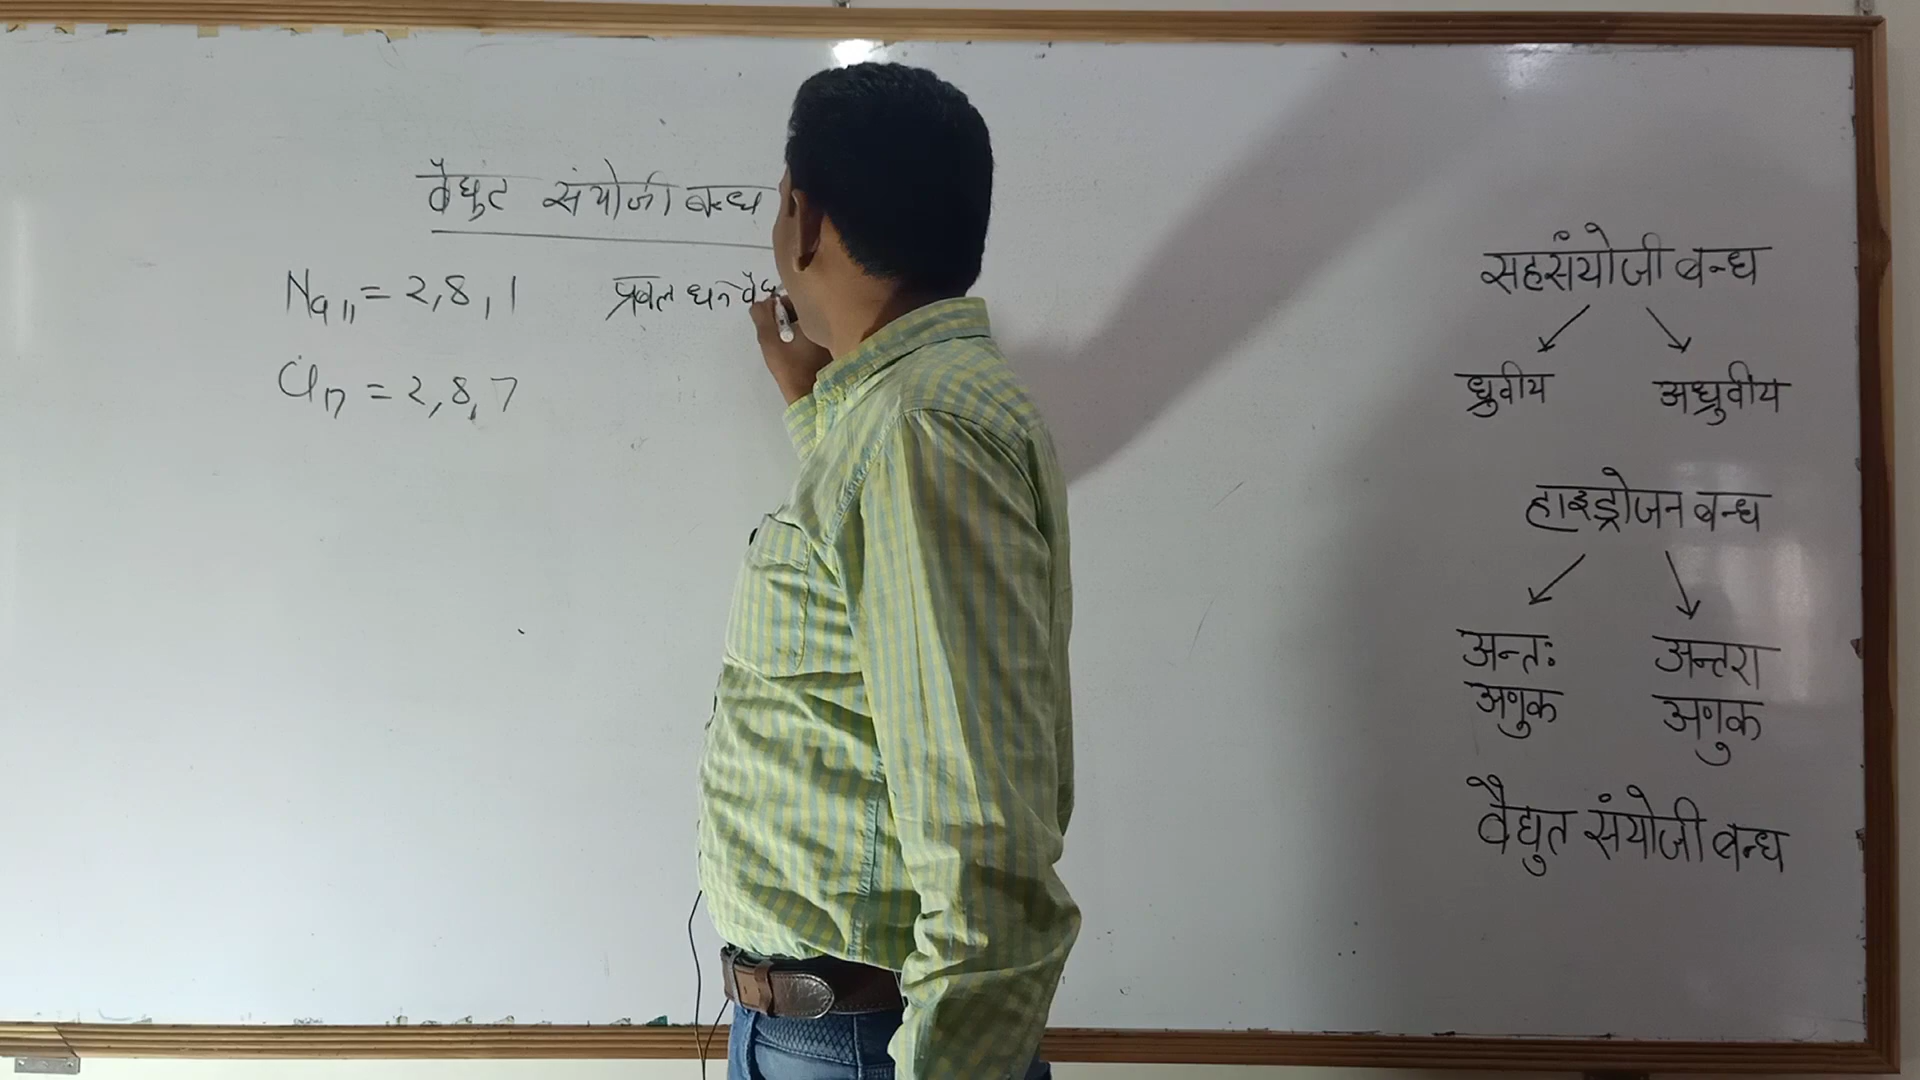 वैद्युत संयोजी बन्ध
Na11 = 2,8,1 प्रबल धन वैद्यु
Cl17 = 2,8,7
सहसंयोजी बन्ध
ध्रुवीय अध्रुवीय
हाइड्रोजन बन्ध
अन्तः अन्तरा
अणुक अणुक
वैद्युत संयोजी बन्ध